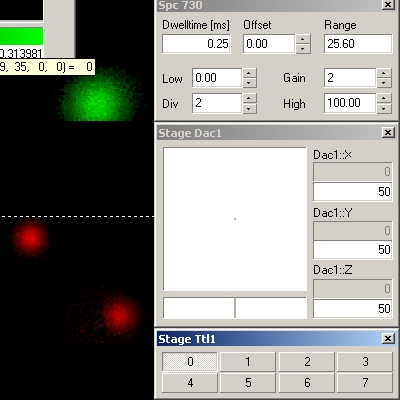 Spc 730
Dwelltime [ms] Offset Range
0.25 0.00 25.60
Low 0.00 Gain 2
Div 2 High 100.00
0.313981
9, 35, 0, 0) = 0
Stage Dac1
Dac1::X
0
50
Dac1::Y
0
50
Dac1::Z
0
50
Stage Ttl1
0 1 2 3
4 5 6 7